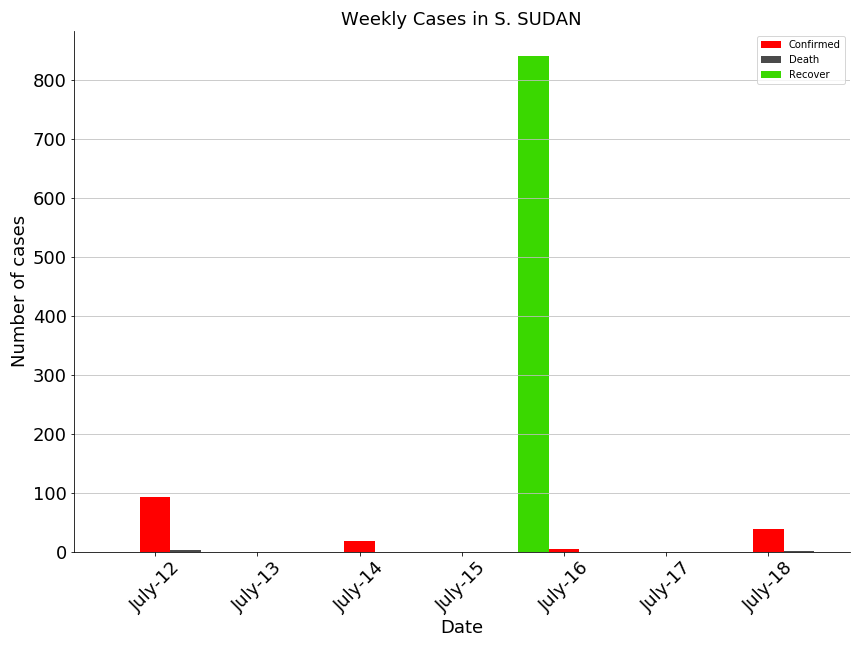 Weekly Cases in S. SUDAN
Confirmed
Death
Recover
Number of cases
800
700
600
500
400
300
200
100
0
July-12
July-13
July-14
July-15
July-16
July-17
July-18
Date